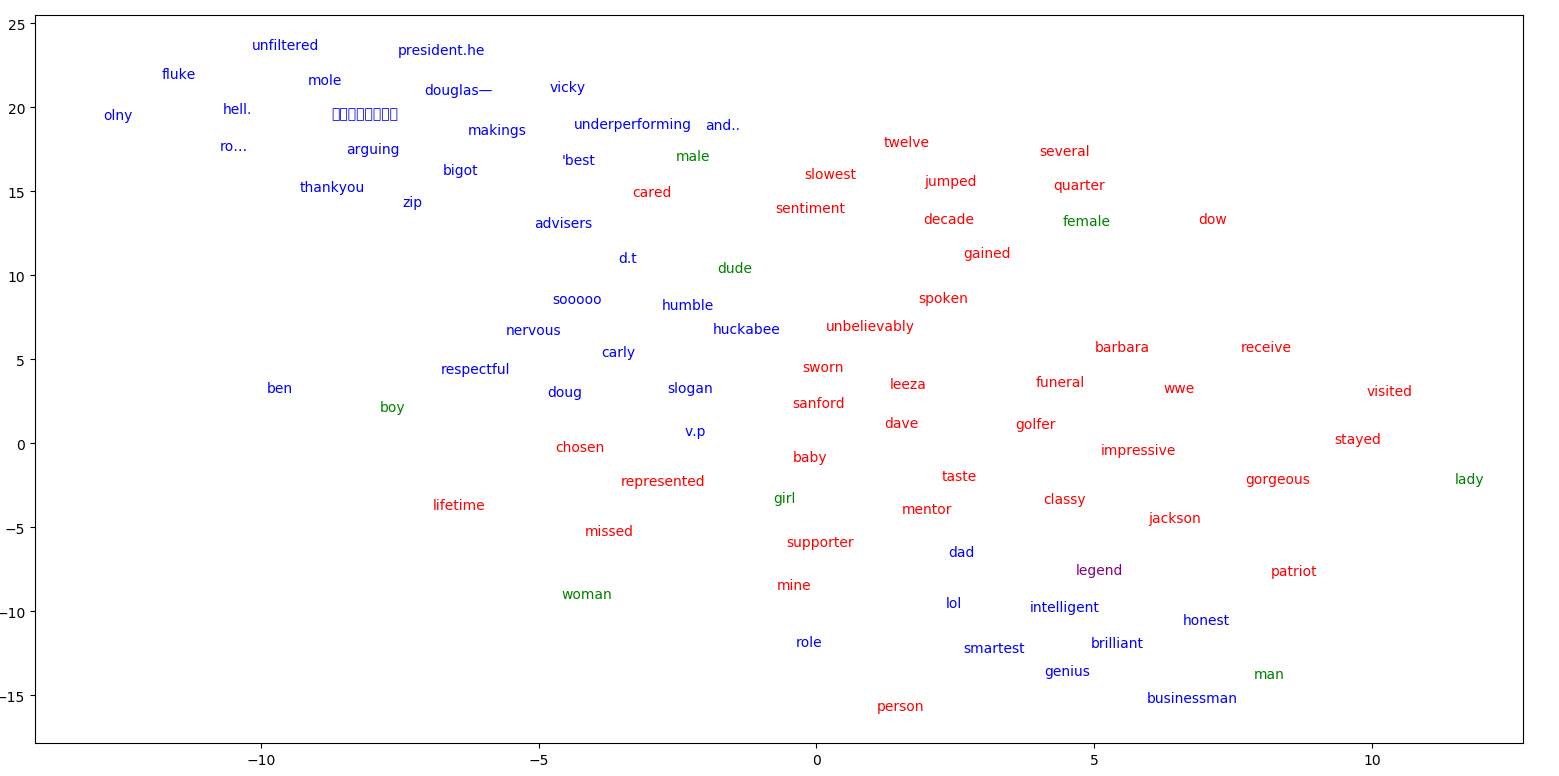 25
unfiltered
president.he
fluke
mole
vicky
douglas—
20
olny
hell.
makings
underperforming
and..
ro...
arguing
'best
male
twelve
several
bigot
slowest
jumped
quarter
15
thankyou
zip
cared
sentiment
decade
female
dow
advisers
gained
10
d.t
dude
sooooo
humble
spoken
nervous
huckabee
unbelievably
5
carly
barbara
receive
respectful
sworn
ben
doug
slogan
leeza
funeral
wwe
visited
boy
sanford
v.p
dave
golfer
0
chosen
baby
impressive
stayed
represented
taste
gorgeous
lady
lifetime
girl
mentor
classy
−5
missed
jackson
supporter
dad
legend
patriot
woman
mine
−10
lol
intelligent
honest
role
smartest
brilliant
genius
man
−15
person
businessman
−10 −5 0 5 10